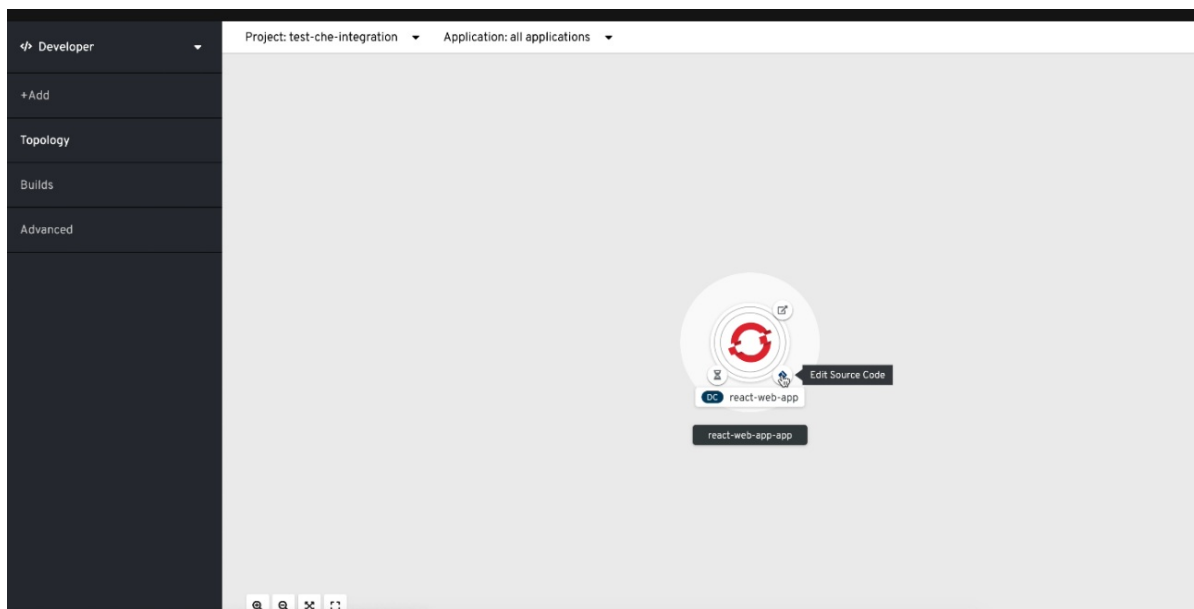 Developer
Project: test-che-integration
Application: all applications
+Add
Topology
Builds
Advanced
Edit Source Code
DC react-web-app
react-web-app-app